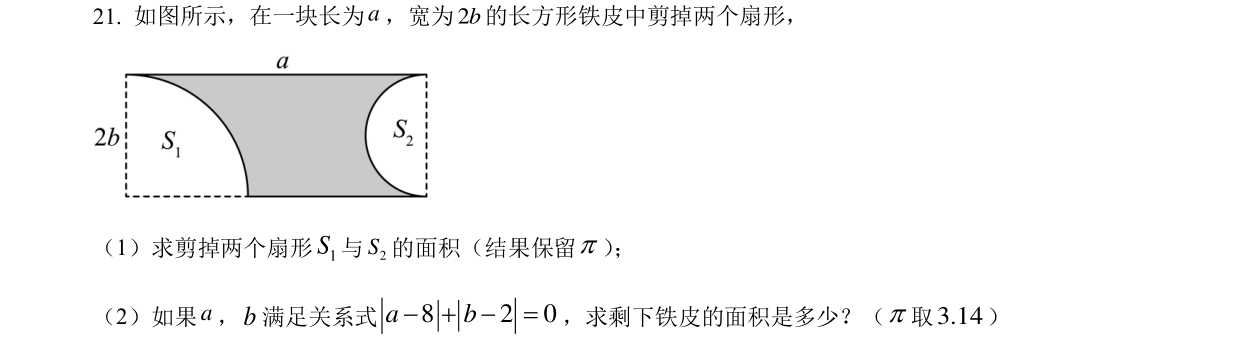 21. 如图所示，在一块长为a，宽为2b的长方形铁皮中剪掉两个扇形，
a
2b
S₁
S₂
（1）求剪掉两个扇形S₁与S₂的面积（结果保留π）；
（2）如果a，b满足关系式|a−8|+|b−2|=0，求剩下铁皮的面积是多少？（π取3.14）